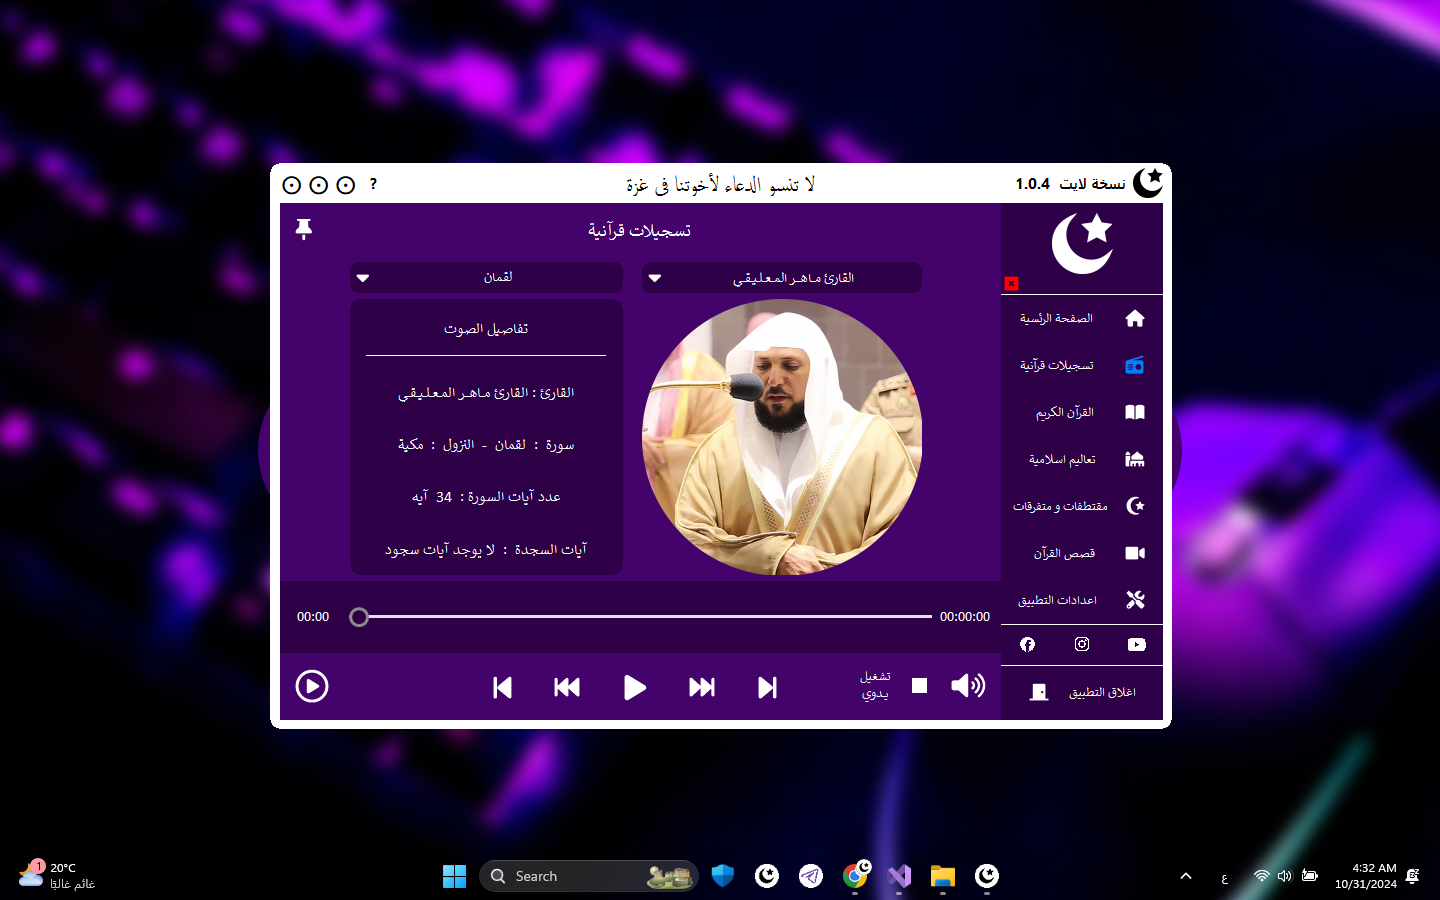 نسخة لايت 1.0.4
لا تنسو الدعاء لأخوتنا في غزة
?
تسجيلات قرآنية
القارئ ماهر المعليقي
لقمان
تفاصيل الصوت
القارئ : القارئ ماهر المعليقي
سورة : لقمان - النزول : مكية
عدد آيات السورة : 34 آيه
آيات السجدة : لا يوجد آيات سجود
الصفحة الرئسية
تسجيلات قرآنية
القرآن الكريم
تعاليم اسلامية
مقتطفات و متفرقات
قصص القرآن
اعدادات التطبيق
اغلاق التطبيق
00:00
00:00:00
تشغيل
يدوي
1
20°C
غائم غالبًا
Search
ع
4:32 AM
10/31/2024